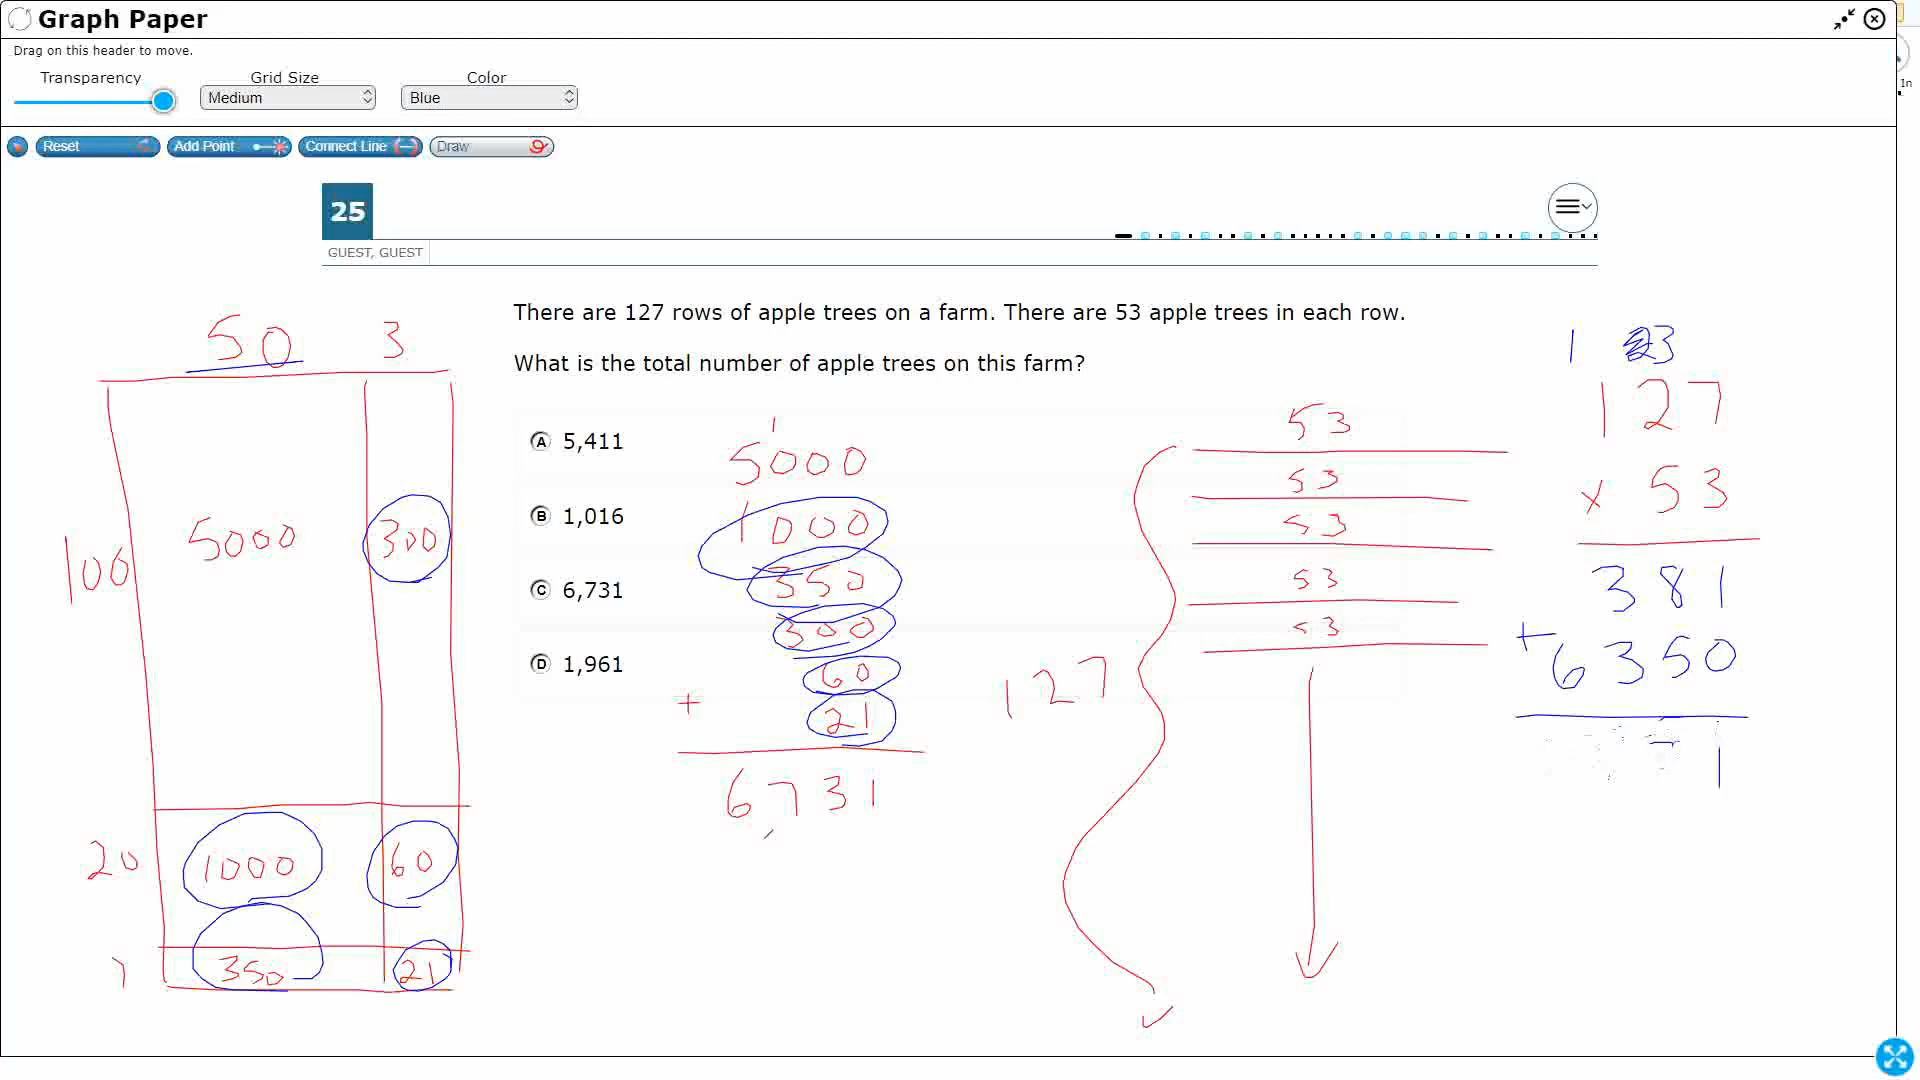 Graph Paper
Drag on this header to move.
Transparency
Grid Size
Color
Medium
Blue
Reset
Add Point
Connect Line
Draw
25
GUEST, GUEST
There are 127 rows of apple trees on a farm. There are 53 apple trees in each row.
What is the total number of apple trees on this farm?
A 5,411
B 1,016
C 6,731
D 1,961
50 3
100 5000 300
20 1000 60
7 350 21
1
5000
1000
350
300
60
+ 21
6731
53
53
53
53
53
127
1 3
127
x 53
381
+ 6350
1
In